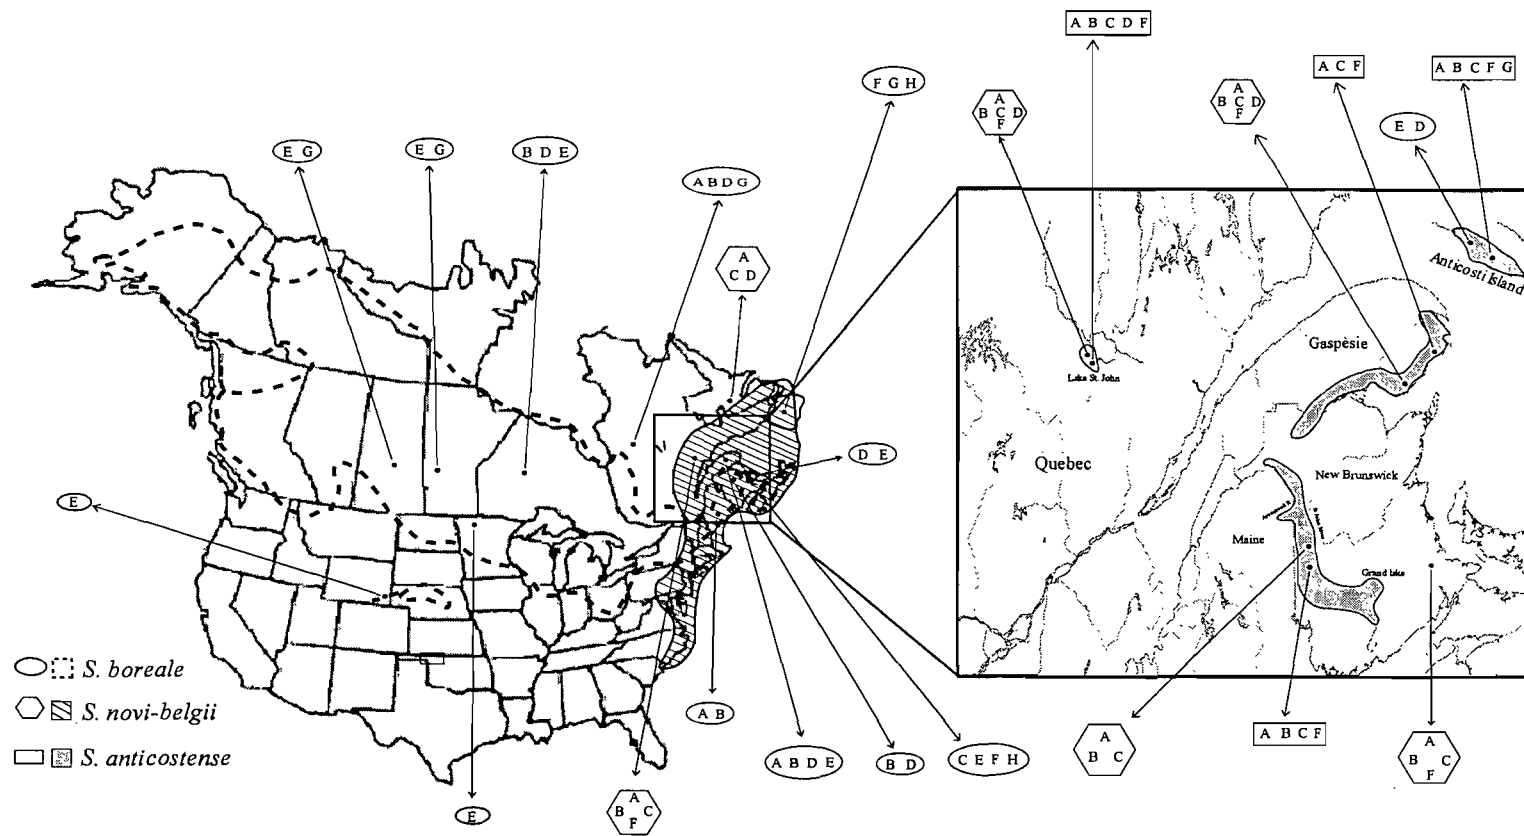 A B C D F
A C F
A B C F G
F G H
A
B C D
F
A
B C D
F
E D
E G
E G
B D E
A B D G
A
C D
Anticosti Island
Gaspèsie
Lake St. John
D E
Quebec
New Brunswick
E
Maine
Grand lake
S. boreale
S. novi-belgii
S. anticostense
A B
A B D E
B D
C E F H
A
B C
A B C F
A
B C
F
E
A
B C
F